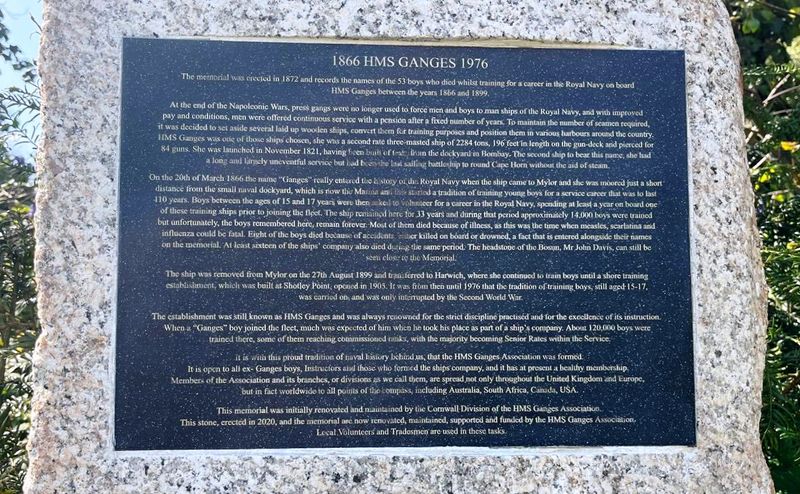 1866 HMS GANGES 1976
The memorial was erected in 1872 and records the names of the 53 boys who died whilst training for a career in the Royal Navy on board
HMS Ganges between the years 1866 and 1899.
At the end of the Napoleonic Wars, press gangs were no longer used to force men and boys to man ships of the Royal Navy, and with improved
pay and conditions, men were offered continuous service with a pension after a fixed number of years. To maintain the number of seamen required,
it was decided to set aside several laid up wooden ships, convert them for training purposes and position them in various harbours around the country.
HMS Ganges was one of those ships chosen, she was a second rate three-masted ship of 2284 tons, 196 feet in length on the gun-deck and pierced for
84 guns. She was launched in November 1821, having been built of teak from the dockyard in Bombay. The second ship to bear this name, she had
a long and largely uneventful service but had been the last sailing battleship to round Cape Horn without the aid of steam.
On the 20th of March 1866 the name "Ganges" really entered the history of the Royal Navy when the ship came to Mylor and she was moored just a short
distance from the small naval dockyard, which is now the Marina and this started a tradition of training young boys for a service career that was to last
110 years. Boys between the ages of 15 and 17 years were then asked to volunteer for a career in the Royal Navy, spending at least a year on board one
of these training ships prior to joining the fleet. The ship remained here for 33 years and during that period approximately 14,000 boys were trained
but unfortunately, the boys remembered here, remain forever. Most of them died because of illness, as this was the time when measles, scarlatina and
influenza could be fatal. Eight of the boys died because of accidents, either killed on board or drowned, a fact that is entered alongside their names
on the memorial. At least sixteen of the ships' company also died during the same period. The headstone of the Bosun, Mr John Davis, can still be
seen close to the Memorial.
The ship was removed from Mylor on the 27th August 1899 and transferred to Harwich, where she continued to train boys until a shore training
establishment, which was built at Shotley Point, opened in 1905. It was from then until 1976 that the tradition of training boys, still aged 15-17,
was carried on, and was only interrupted by the Second World War.
The establishment was still known as HMS Ganges and was always renowned for the strict discipline practised and for the excellence of its instruction.
When a "Ganges" boy joined the fleet, much was expected of him when he took his place as part of a ship's company. About 120,000 boys were
trained there, some of them reaching commissioned ranks, with the majority becoming Senior Rates within the Service.
it is with this proud tradition of naval history behind us, that the HMS Ganges Association was formed.
It is open to all ex- Ganges boys, Instructors and those who formed the ships company, and it has at present a healthy membership.
Members of the Association and its branches, or divisions as we call them, are spread not only throughout the United Kingdom and Europe,
but in fact worldwide to all points of the compass, including Australia, South Africa, Canada, USA.
This memorial was initially renovated and maintained by the Cornwall Division of the HMS Ganges Association.
This stone, erected in 2020, and the memorial are now renovated, maintained, supported and funded by the HMS Ganges Association.
Local Volunteers and Tradesmen are used in these tasks.